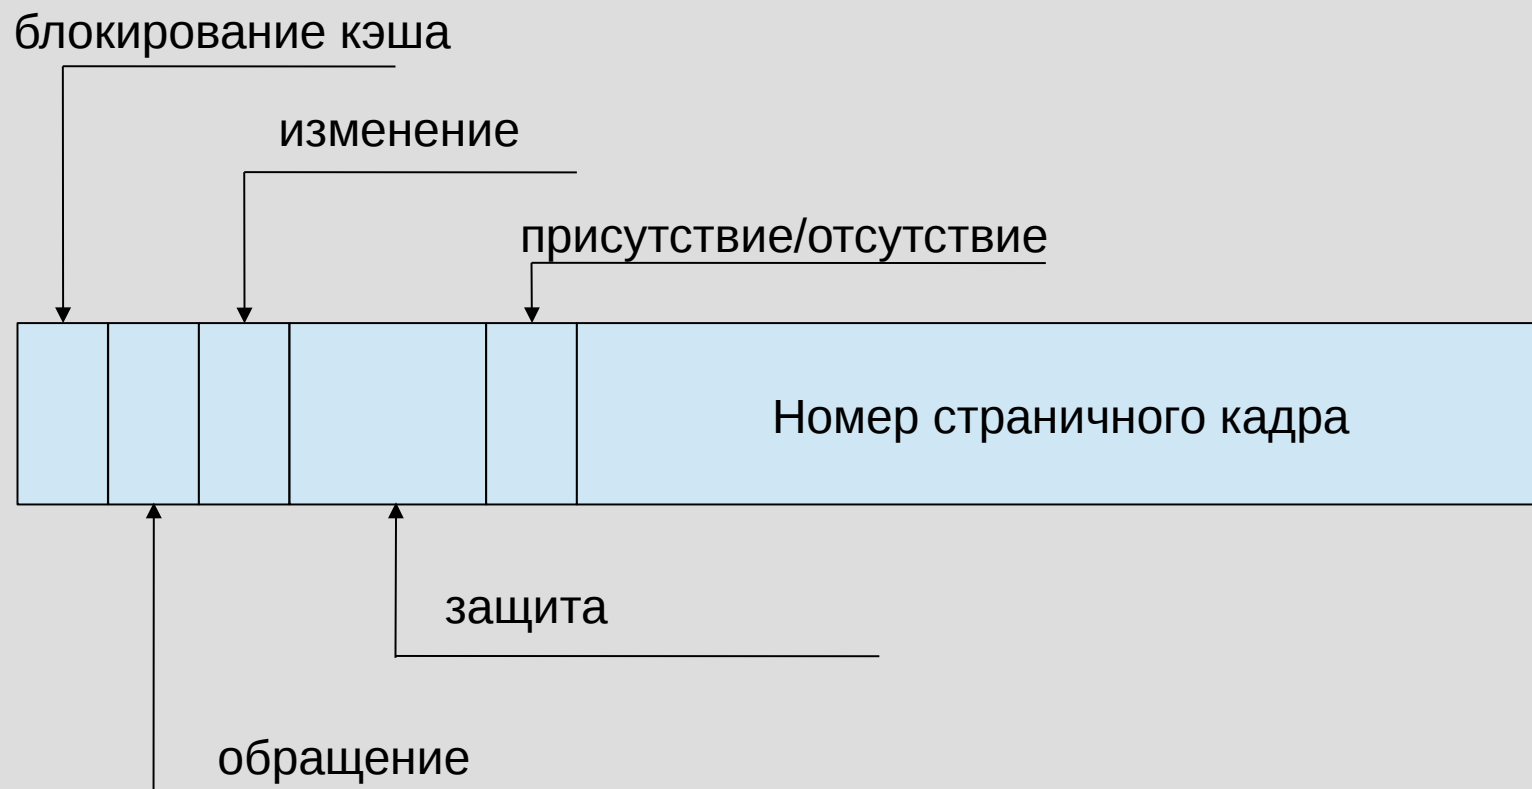 блокирование кэша
изменение
присутствие/отсутствие
Номер страничного кадра
защита
обращение